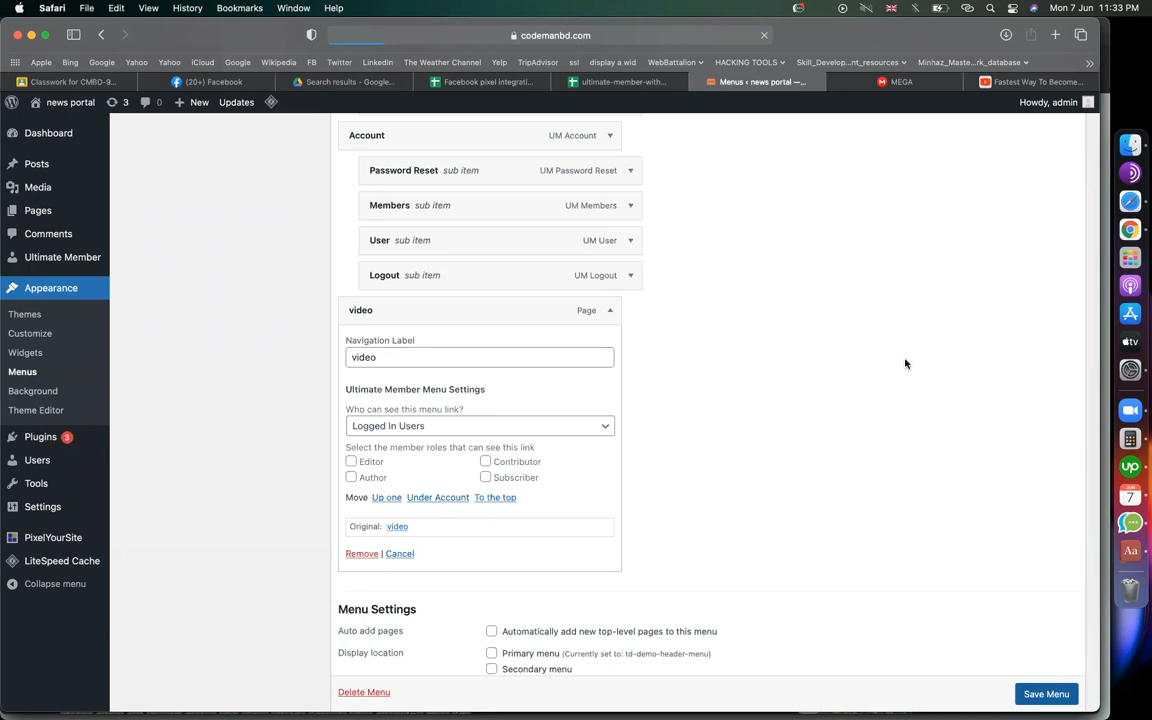 Safari File Edit View History Bookmarks Window Help Mon 7 Jun 11:33 PM
codemanbd.com
Apple Bing Google Yahoo Yahoo iCloud Google Wikipedia FB Twitter LinkedIn The Weather Channel Yelp TripAdvisor ssl display a wid WebBattalion HACKING TOOLS Skill_Develop...nt_resources Minhaz_Maste...rk_database
Classwork for CMBD-9... (20+) Facebook Search results - Google... Facebook pixel integrati... ultimate-member-with... Menus ‹ news portal —... MEGA Fastest Way To Become...
news portal 3 0 New Updates Howdy, admin
Dashboard
Posts
Media
Pages
Comments
Ultimate Member
Appearance
Themes
Customize
Widgets
Menus
Background
Theme Editor
Plugins 3
Users
Tools
Settings
PixelYourSite
LiteSpeed Cache
Collapse menu
Account UM Account
Password Reset sub item UM Password Reset
Members sub item UM Members
User sub item UM User
Logout sub item UM Logout
video Page
Navigation Label
video
Ultimate Member Menu Settings
Who can see this menu link?
Logged In Users
Select the member roles that can see this link
Editor Contributor
Author Subscriber
Move Up one Under Account To the top
Original: video
Remove | Cancel
Menu Settings
Auto add pages Automatically add new top-level pages to this menu
Display location Primary menu (Currently set to: td-demo-header-menu)
Secondary menu
Delete Menu Save Menu
tv
up
JUN
7
Aa